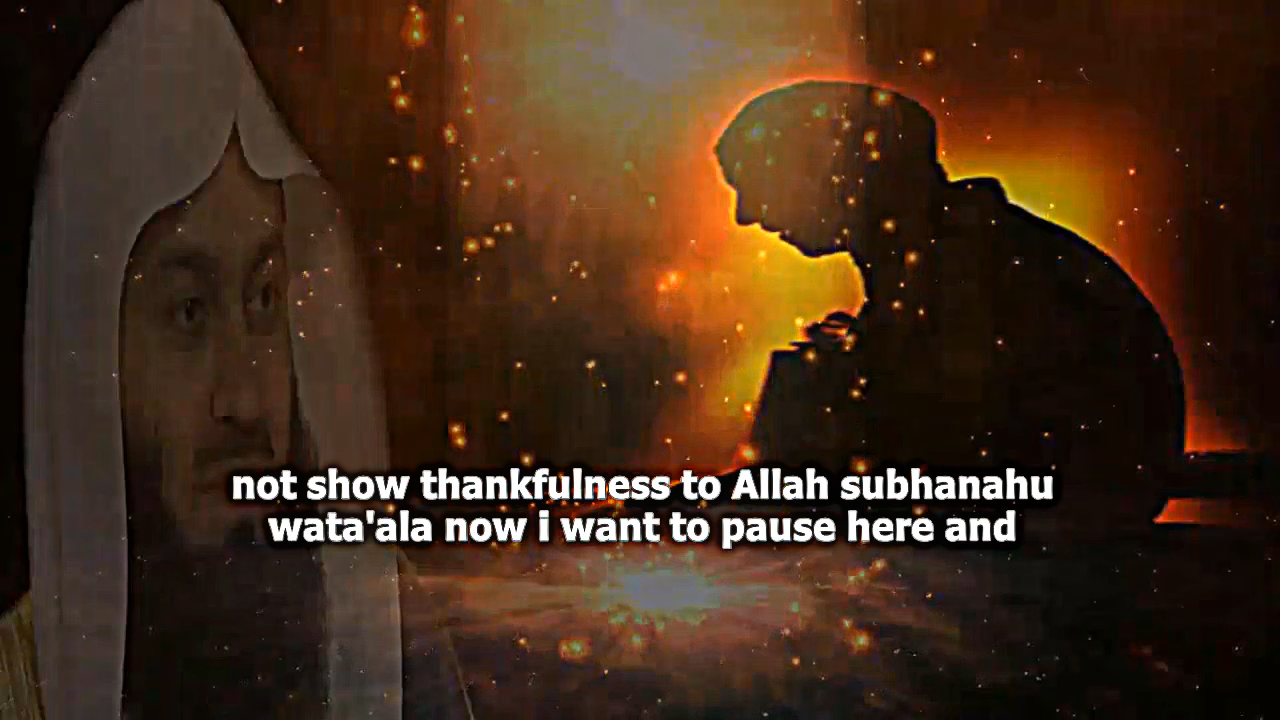 not show thankfulness to Allah subhanahu
wata'ala now i want to pause here and